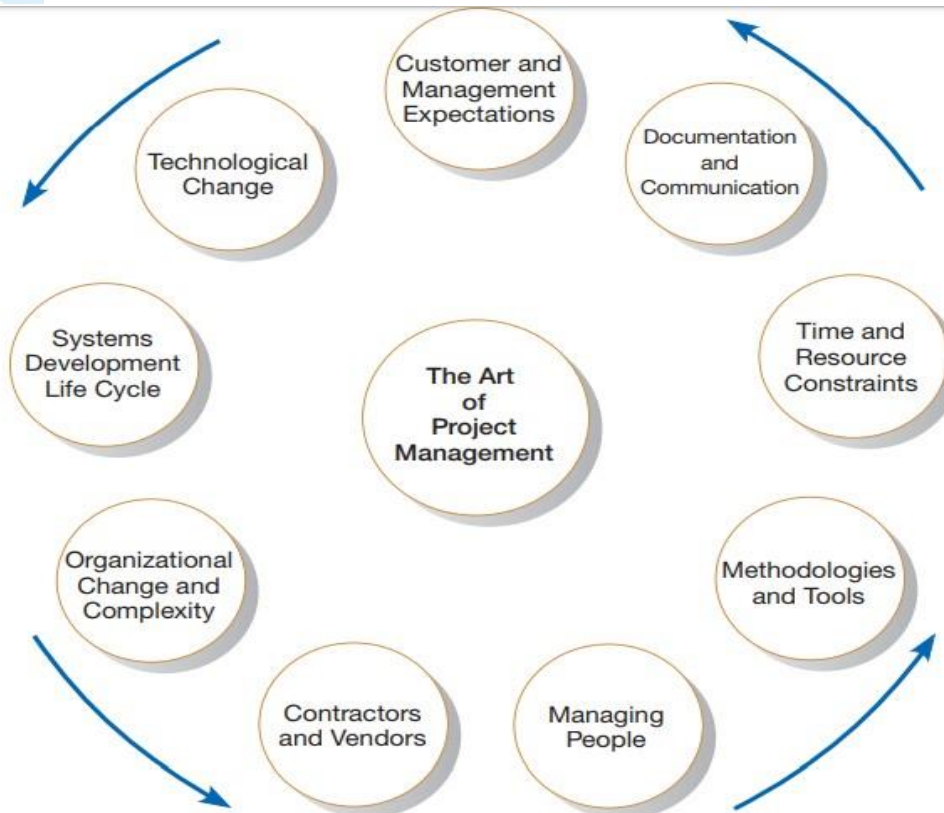 Customer and
Management
Expectations
Documentation
and
Communication
Technological
Change
Time and
Resource
Constraints
Systems
Development
Life Cycle
The Art
of
Project
Management
Organizational
Change and
Complexity
Methodologies
and Tools
Contractors
and Vendors
Managing
People